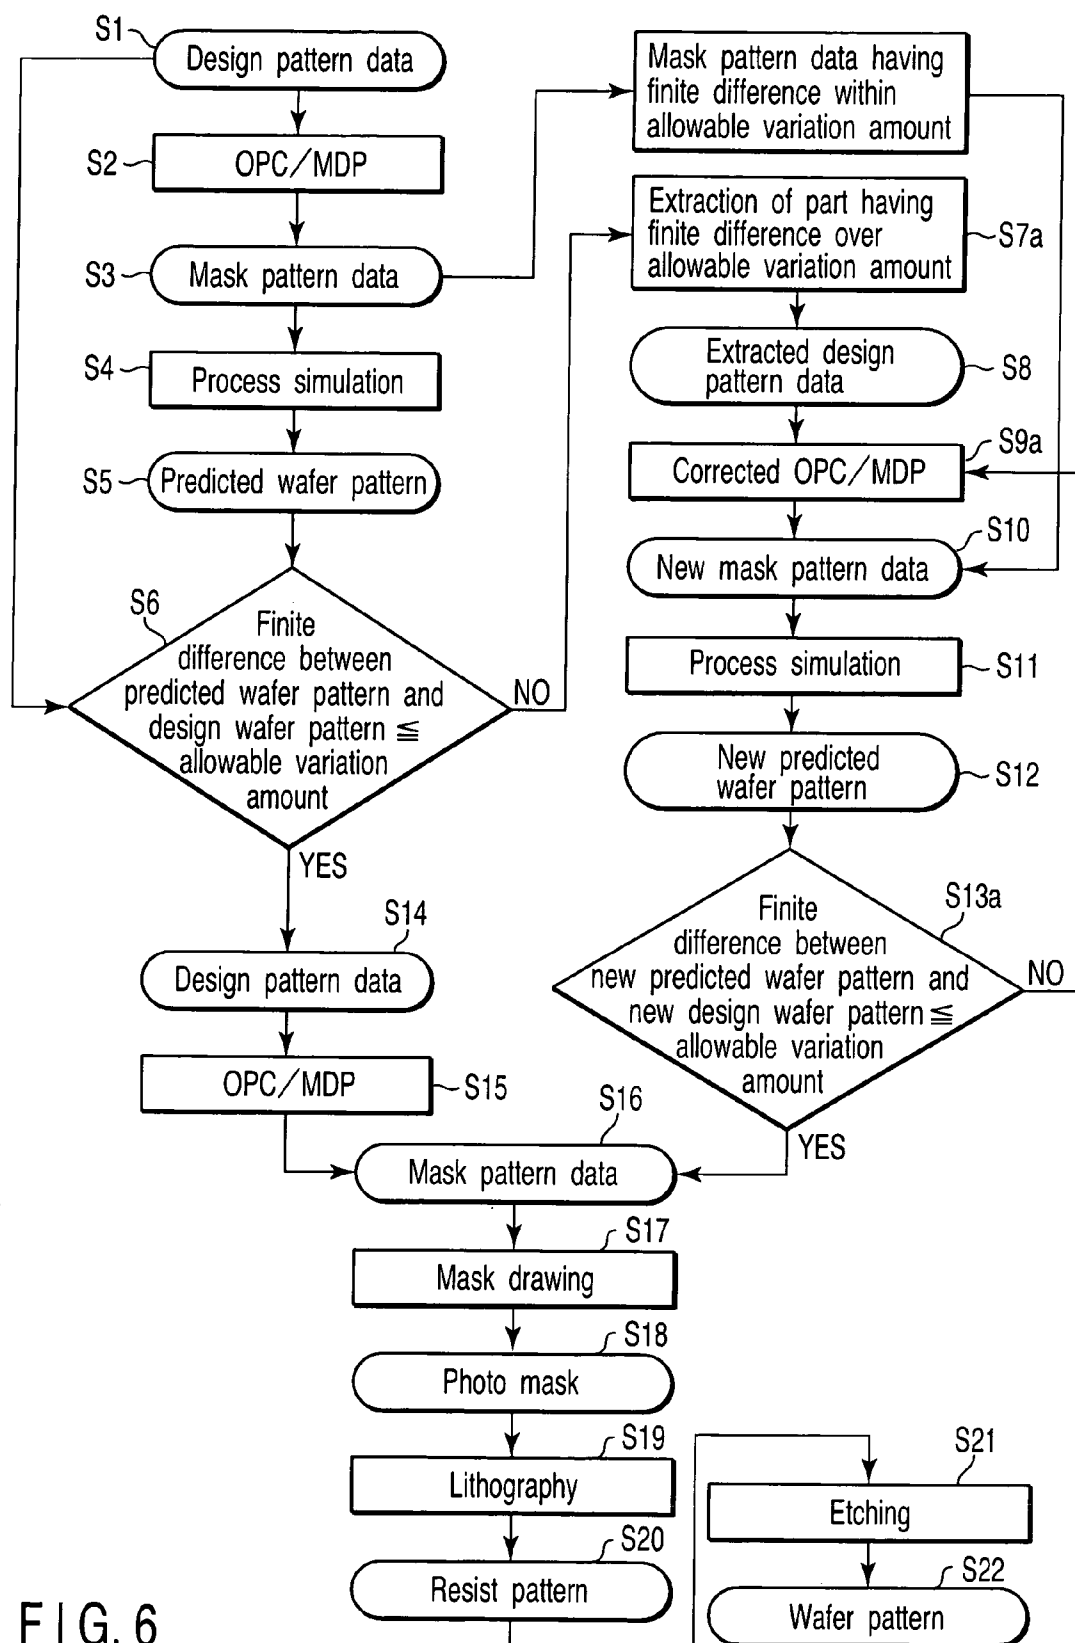 S1
Design pattern data
S2
OPC/MDP
S3
Mask pattern data
S4
Process simulation
S5
Predicted wafer pattern
S6
Finite
difference between
predicted wafer pattern and
design wafer pattern ≦
allowable variation
amount
NO
YES
Mask pattern data having
finite difference within
allowable variation amount
Extraction of part having
finite difference over
allowable variation amount
S7a
Extracted design
pattern data
S8
S9a
Corrected OPC/MDP
S10
New mask pattern data
Process simulation
S11
New predicted
wafer pattern
S12
S13a
Finite
difference between
new predicted wafer pattern and
new design wafer pattern ≦
allowable variation
amount
NO
YES
S14
Design pattern data
OPC/MDP
S15
S16
Mask pattern data
S17
Mask drawing
S18
Photo mask
S19
Lithography
S20
Resist pattern
S21
Etching
S22
Wafer pattern
FIG. 6